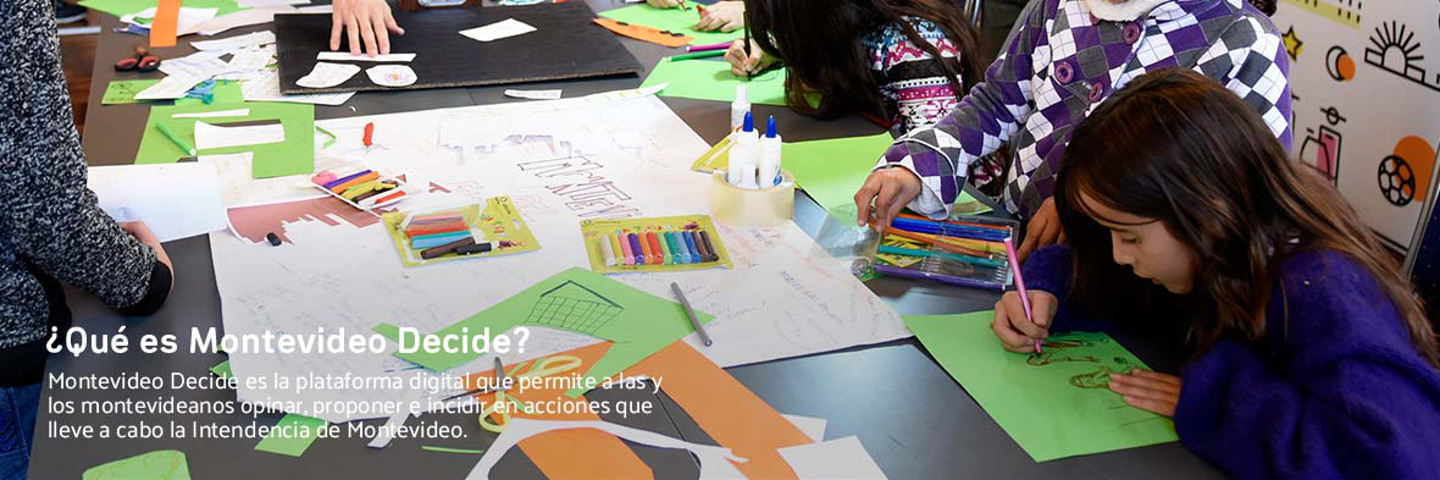 ¿Qué es Montevideo Decide?
Montevideo Decide es la plataforma digital que permite a las y
los montevideanos opinar, proponer e incidir en acciones que
lleve a cabo la Intendencia de Montevideo.